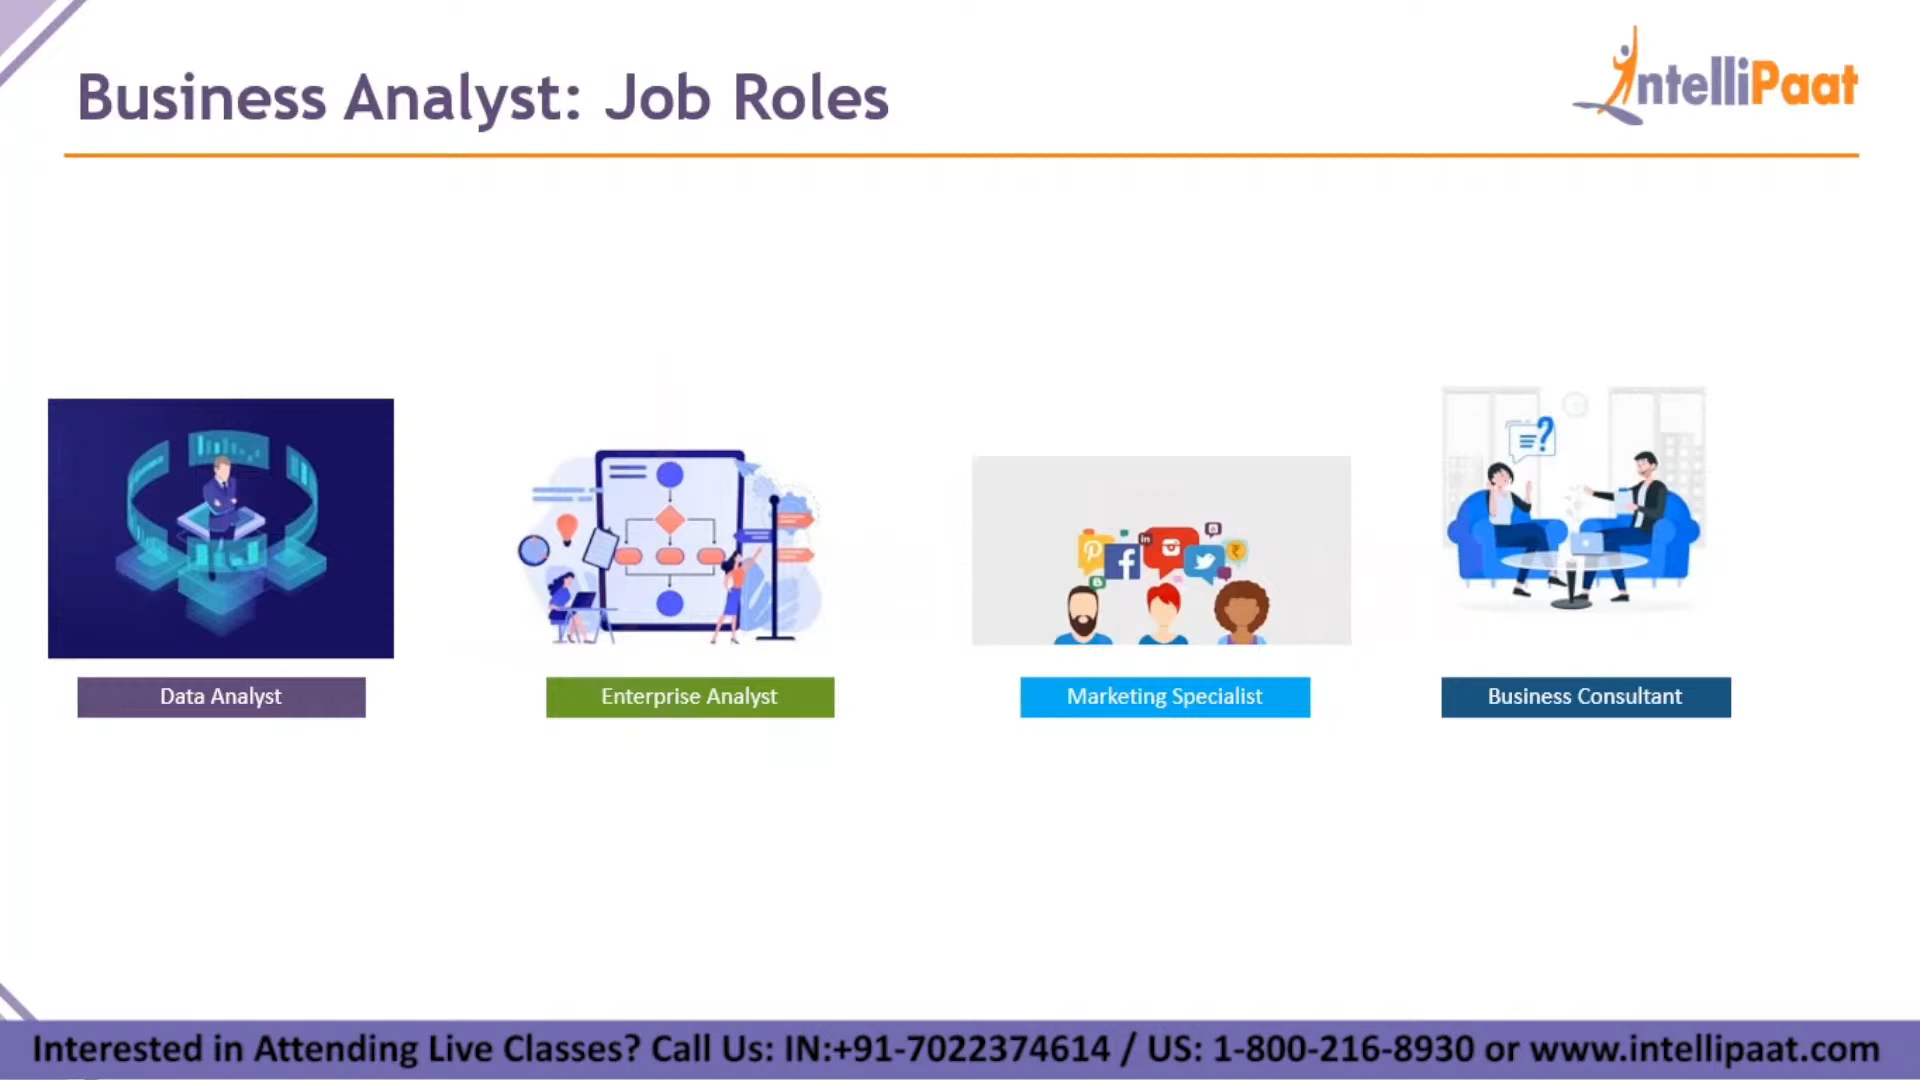 Business Analyst: Job Roles
IntelliPaat
Data Analyst
Enterprise Analyst
Marketing Specialist
Business Consultant
Interested in Attending Live Classes? Call Us: IN:+91-7022374614 / US: 1-800-216-8930 or www.intellipaat.com